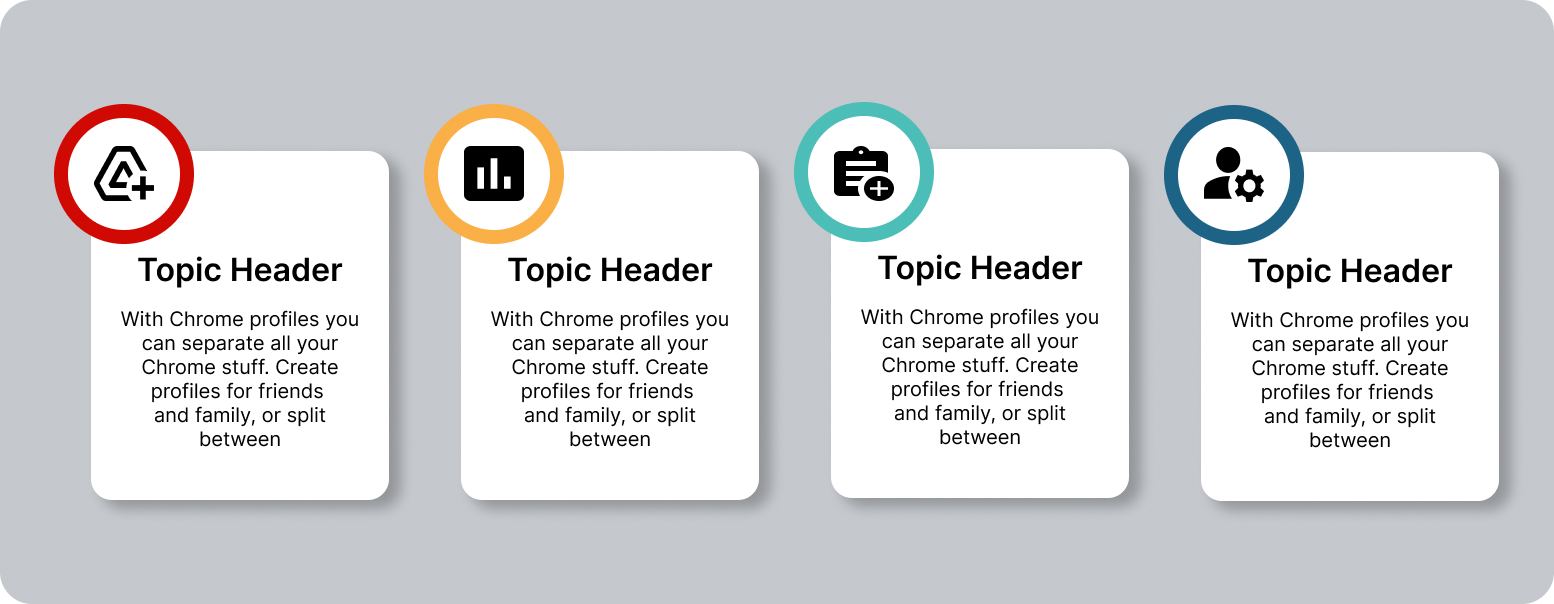 Topic Header
With Chrome profiles you
can separate all your
Chrome stuff. Create
profiles for friends
and family, or split
between
Topic Header
With Chrome profiles you
can separate all your
Chrome stuff. Create
profiles for friends
and family, or split
between
Topic Header
With Chrome profiles you
can separate all your
Chrome stuff. Create
profiles for friends
and family, or split
between
Topic Header
With Chrome profiles you
can separate all your
Chrome stuff. Create
profiles for friends
and family, or split
between